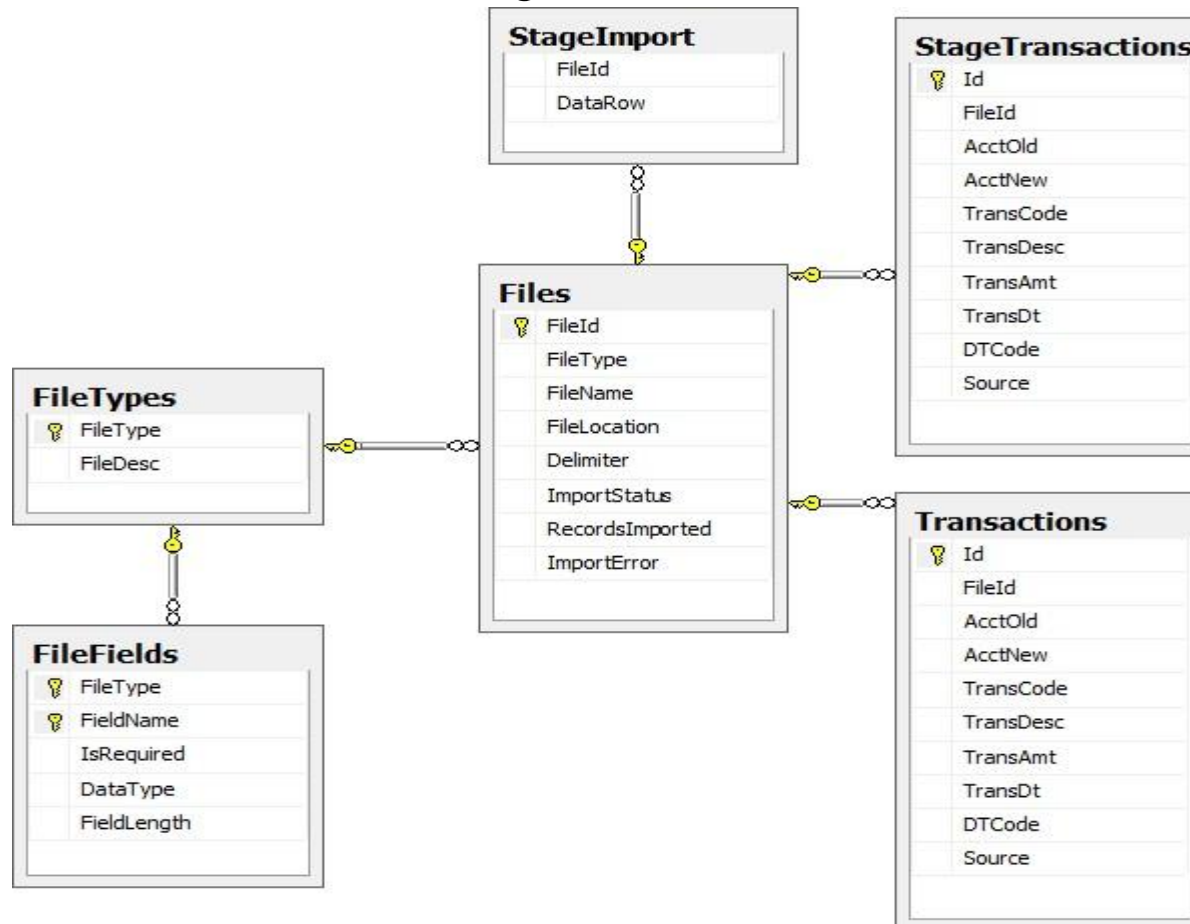 StageImport
FileId
DataRow
StageTransactions
Id
FileId
AcctOld
AcctNew
TransCode
TransDesc
TransAmt
TransDt
DTCode
Source
Files
FileId
FileType
FileName
FileLocation
Delimiter
ImportStatus
RecordsImported
ImportError
FileTypes
FileType
FileDesc
Transactions
Id
FileId
AcctOld
AcctNew
TransCode
TransDesc
TransAmt
TransDt
DTCode
Source
FileFields
FileType
FieldName
IsRequired
DataType
FieldLength